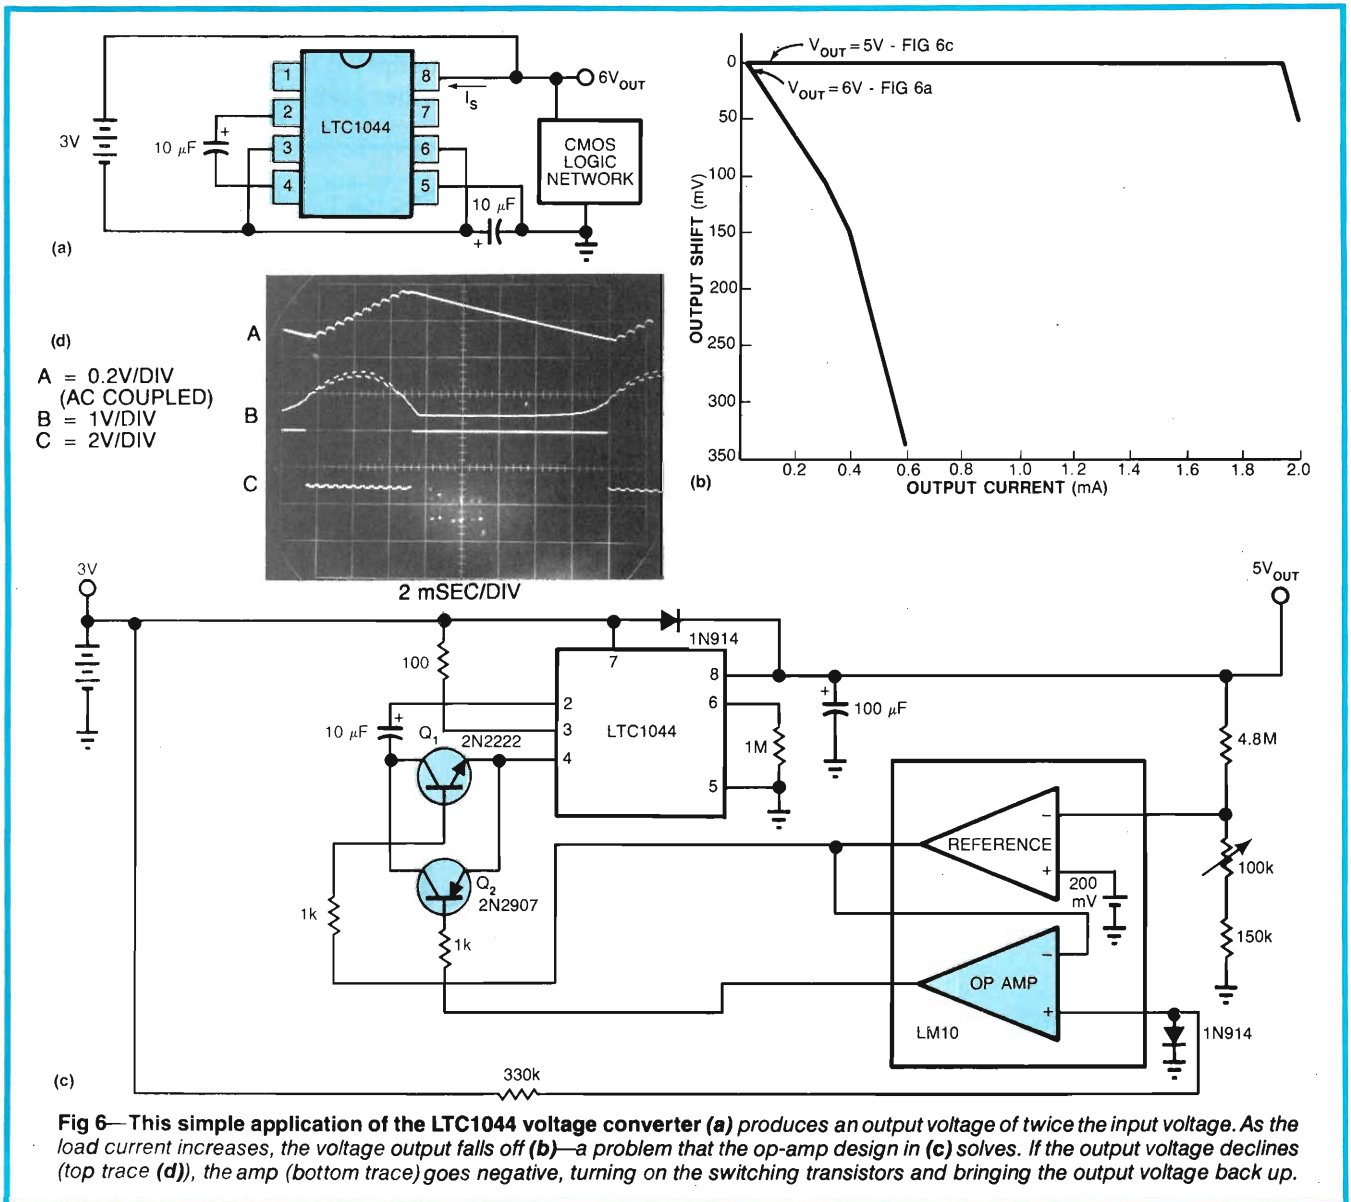 3V
10 µF
+
1
2
3
4
LTC1044
8
7
6
5
I_S
6V_OUT
CMOS
LOGIC
NETWORK
10 µF
+
(a)
V_OUT = 5V - FIG 6c
V_OUT = 6V - FIG 6a
0
50
100
150
200
250
300
350
OUTPUT SHIFT (mV)
0.2 0.4 0.6 0.8 1.0 1.2 1.4 1.6 1.8 2.0
OUTPUT CURRENT (mA)
(b)
(d)
A = 0.2V/DIV
(AC COUPLED)
B = 1V/DIV
C = 2V/DIV
A
B
C
2 mSEC/DIV
3V
5V_OUT
100
1N914
7
8
2
6
3
4
5
LTC1044
10 µF
+
Q1
2N2222
1M
+
100 µF
4.8M
Q2
2N2907
1k
1k
REFERENCE
−
+
200
mV
100k
150k
OP AMP
−
+
LM10
1N914
330k
(c)
Fig 6—This simple application of the LTC1044 voltage converter (a) produces an output voltage of twice the input voltage. As the
load current increases, the voltage output falls off (b)—a problem that the op-amp design in (c) solves. If the output voltage declines
(top trace (d)), the amp (bottom trace) goes negative, turning on the switching transistors and bringing the output voltage back up.